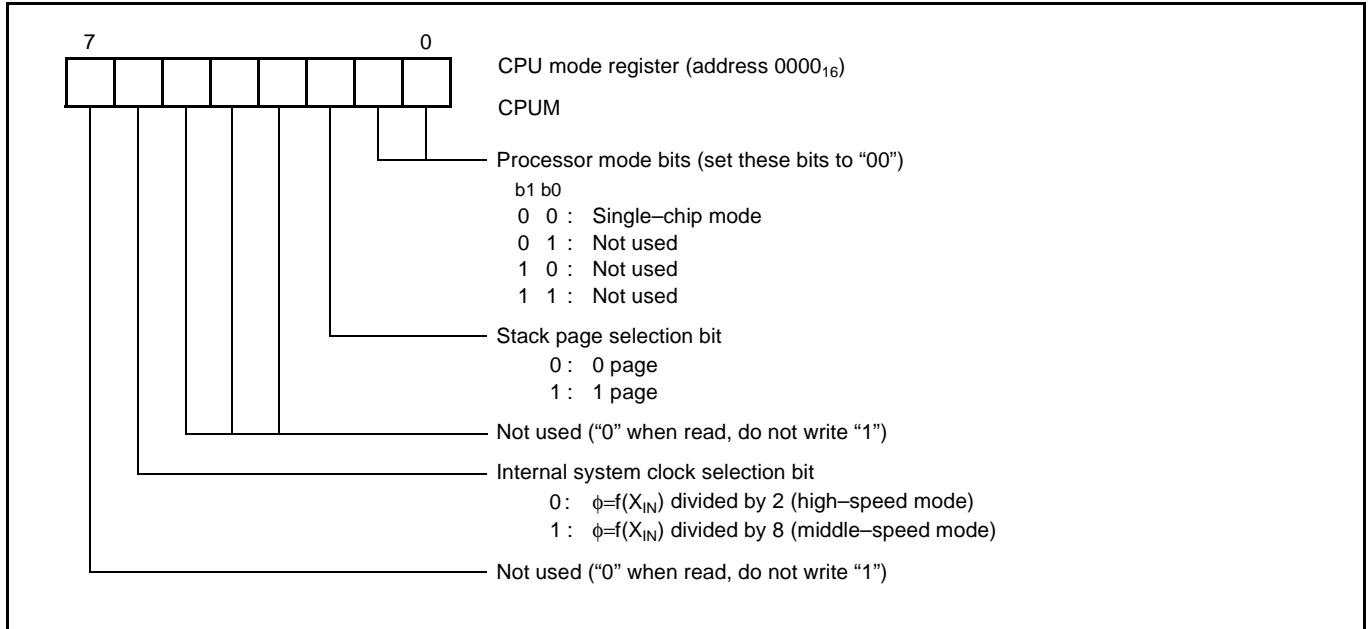 7 0
CPU mode register (address 0000₁₆)
CPUM
Processor mode bits (set these bits to “00”)
b1 b0
0 0 : Single–chip mode
0 1 : Not used
1 0 : Not used
1 1 : Not used
Stack page selection bit
0 : 0 page
1 : 1 page
Not used (“0” when read, do not write “1”)
Internal system clock selection bit
0 : ϕ=f(X_IN) divided by 2 (high–speed mode)
1 : ϕ=f(X_IN) divided by 8 (middle–speed mode)
Not used (“0” when read, do not write “1”)